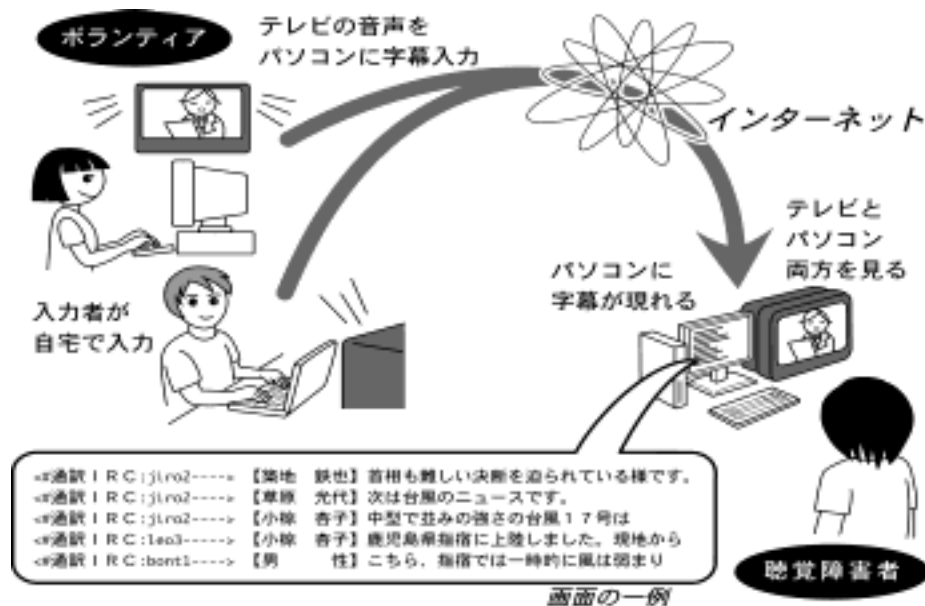 ボランティア
テレビの音声を
パソコンに字幕入力
インターネット
テレビと
パソコン
両方を見る
パソコンに
字幕が現れる
入力者が
自宅で入力
<#通訳IRC:jiro2----> 【築地 鉄也】首相も難しい決断を迫られている様です。
<#通訳IRC:jiro2----> 【草原 光代】次は台風のニュースです。
<#通訳IRC:jiro2----> 【小椋 杏子】中型で並みの強さの台風17号は
<#通訳IRC:leo3----> 【小椋 杏子】鹿児島県指宿に上陸しました。現地から
<#通訳IRC:bont1----> 【男 性】こちら、指宿では一時的に風は弱まり
聴覚障害者
画面の一例